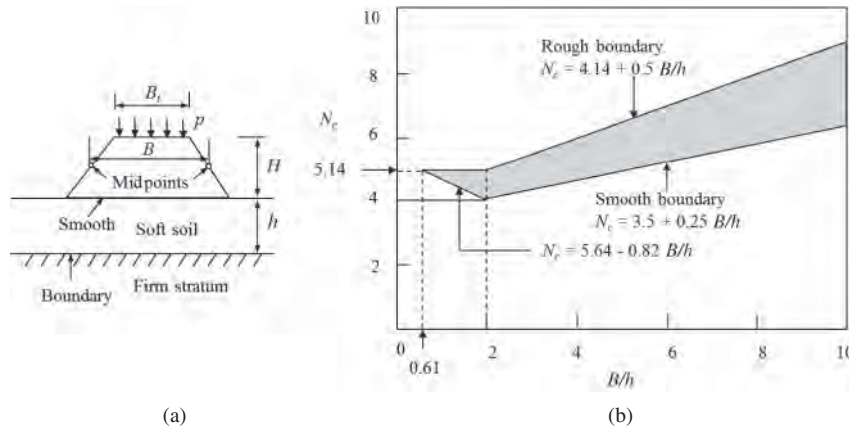 B_t
p
B
H
Midpoints
Smooth
Soft soil
h
Boundary
Firm stratum
(a)
10
8
N_c
6
5.14
4
2
0
0.61
2
4
6
8
10
B/h
Rough boundary
N_c = 4.14 + 0.5 B/h
Smooth boundary
N_c = 3.5 + 0.25 B/h
N_c = 5.64 - 0.82 B/h
(b)